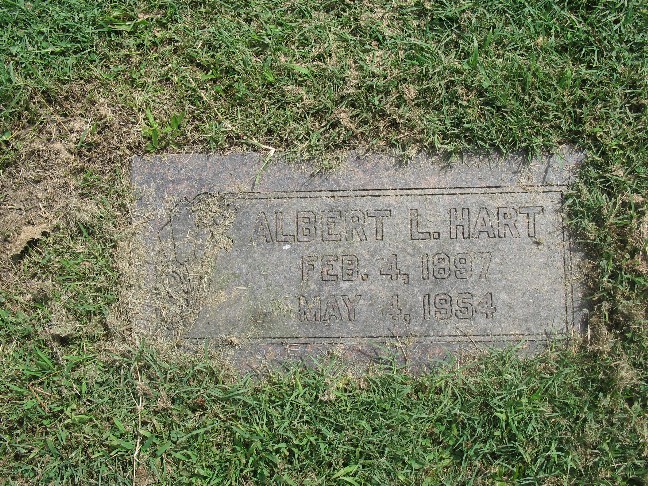 ALBERT L. HART
FEB. 4, 1897
MAY 4, 1954